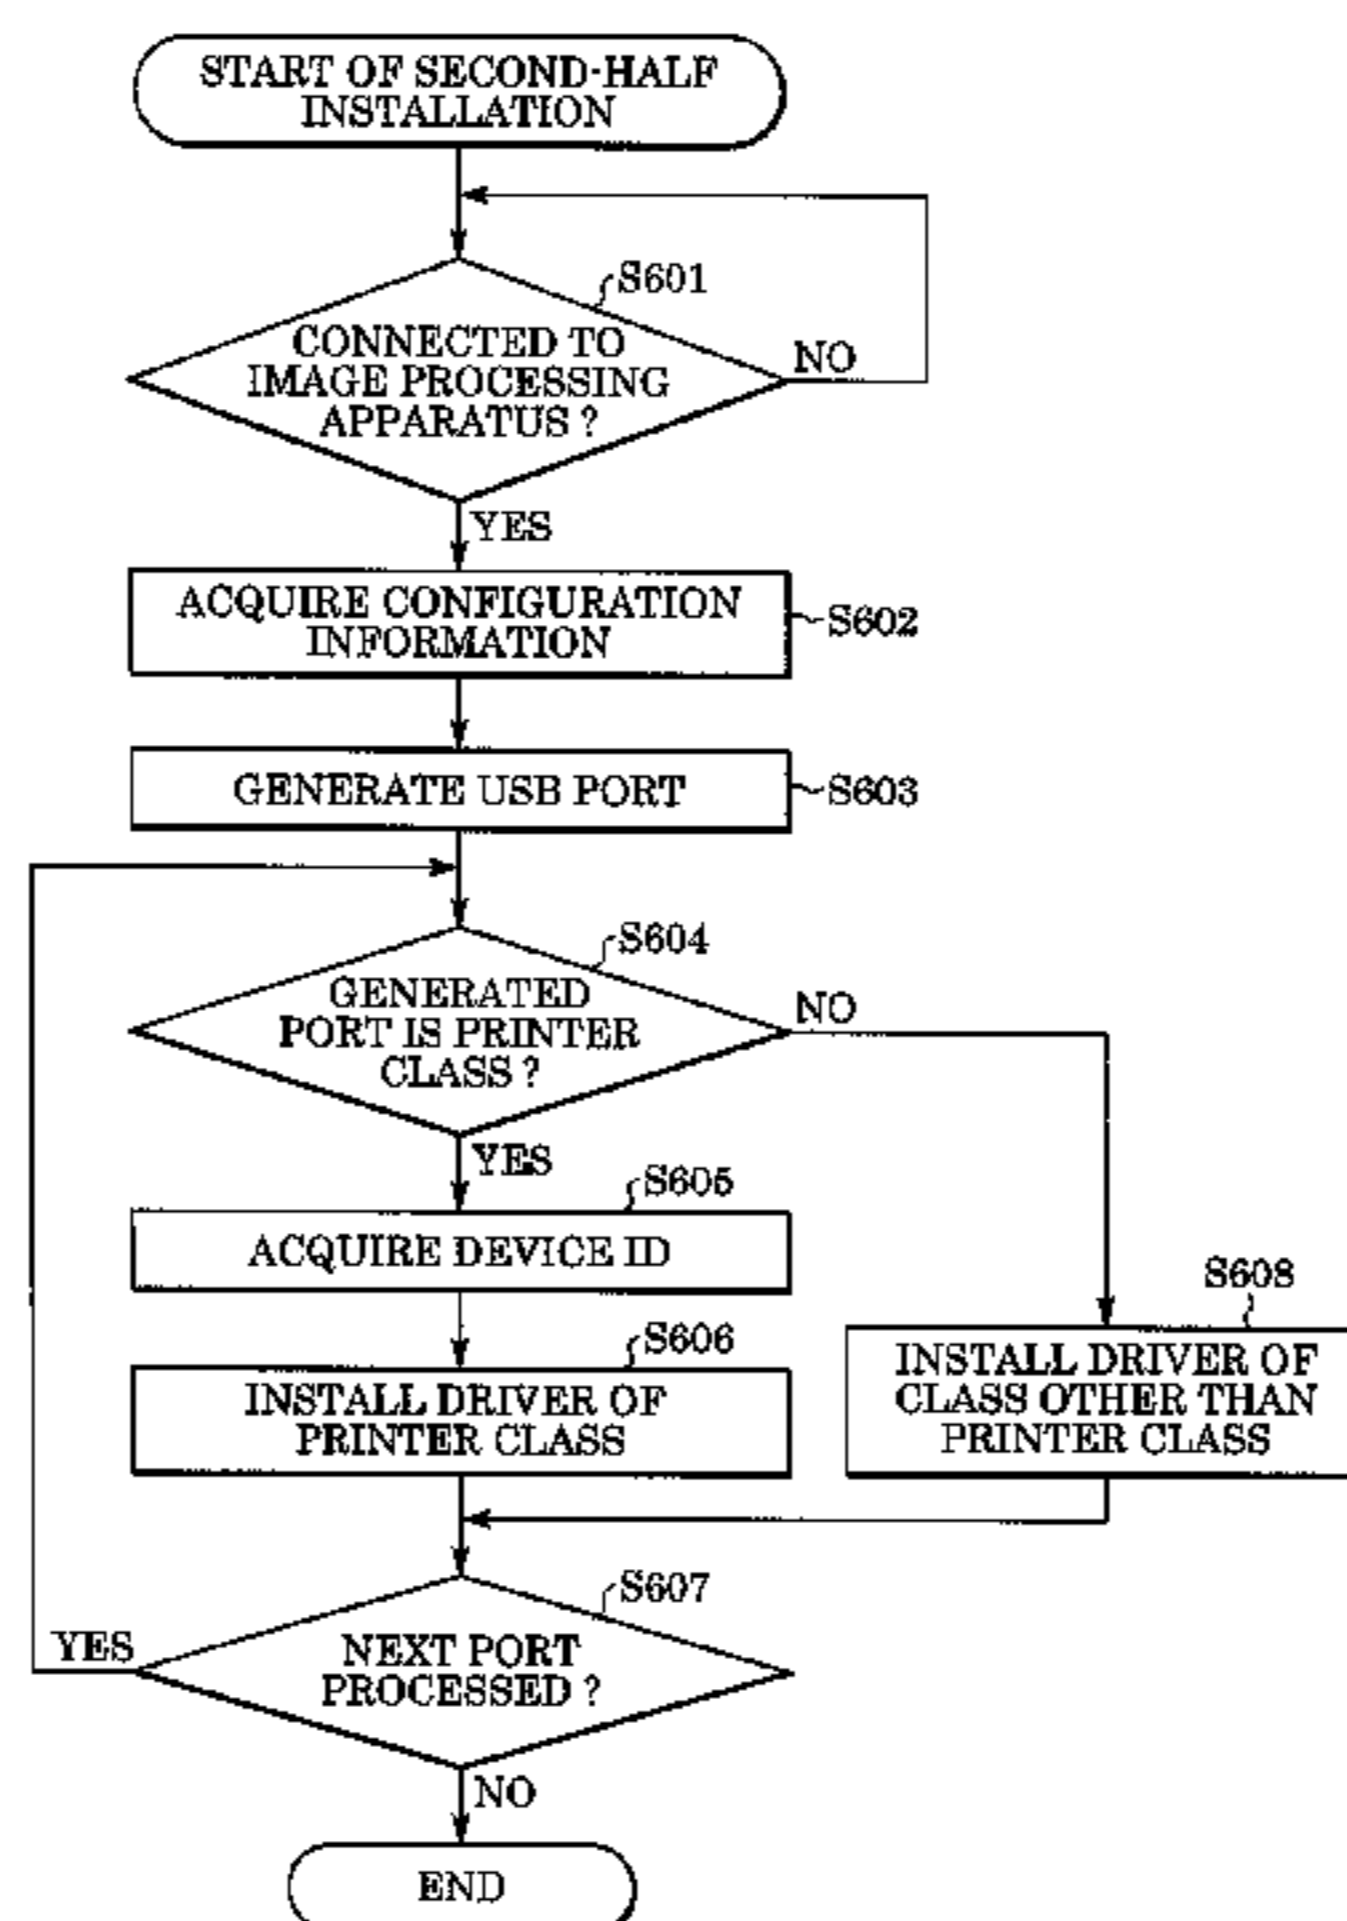 START OF SECOND-HALF
INSTALLATION
S601
CONNECTED TO
IMAGE PROCESSING
APPARATUS ?
NO
YES
ACQUIRE CONFIGURATION
INFORMATION
S602
GENERATE USB PORT
S603
S604
GENERATED
PORT IS PRINTER
CLASS ?
NO
YES
S605
ACQUIRE DEVICE ID
S606
INSTALL DRIVER OF
PRINTER CLASS
S608
INSTALL DRIVER OF
CLASS OTHER THAN
PRINTER CLASS
S607
NEXT PORT
PROCESSED ?
YES
NO
END